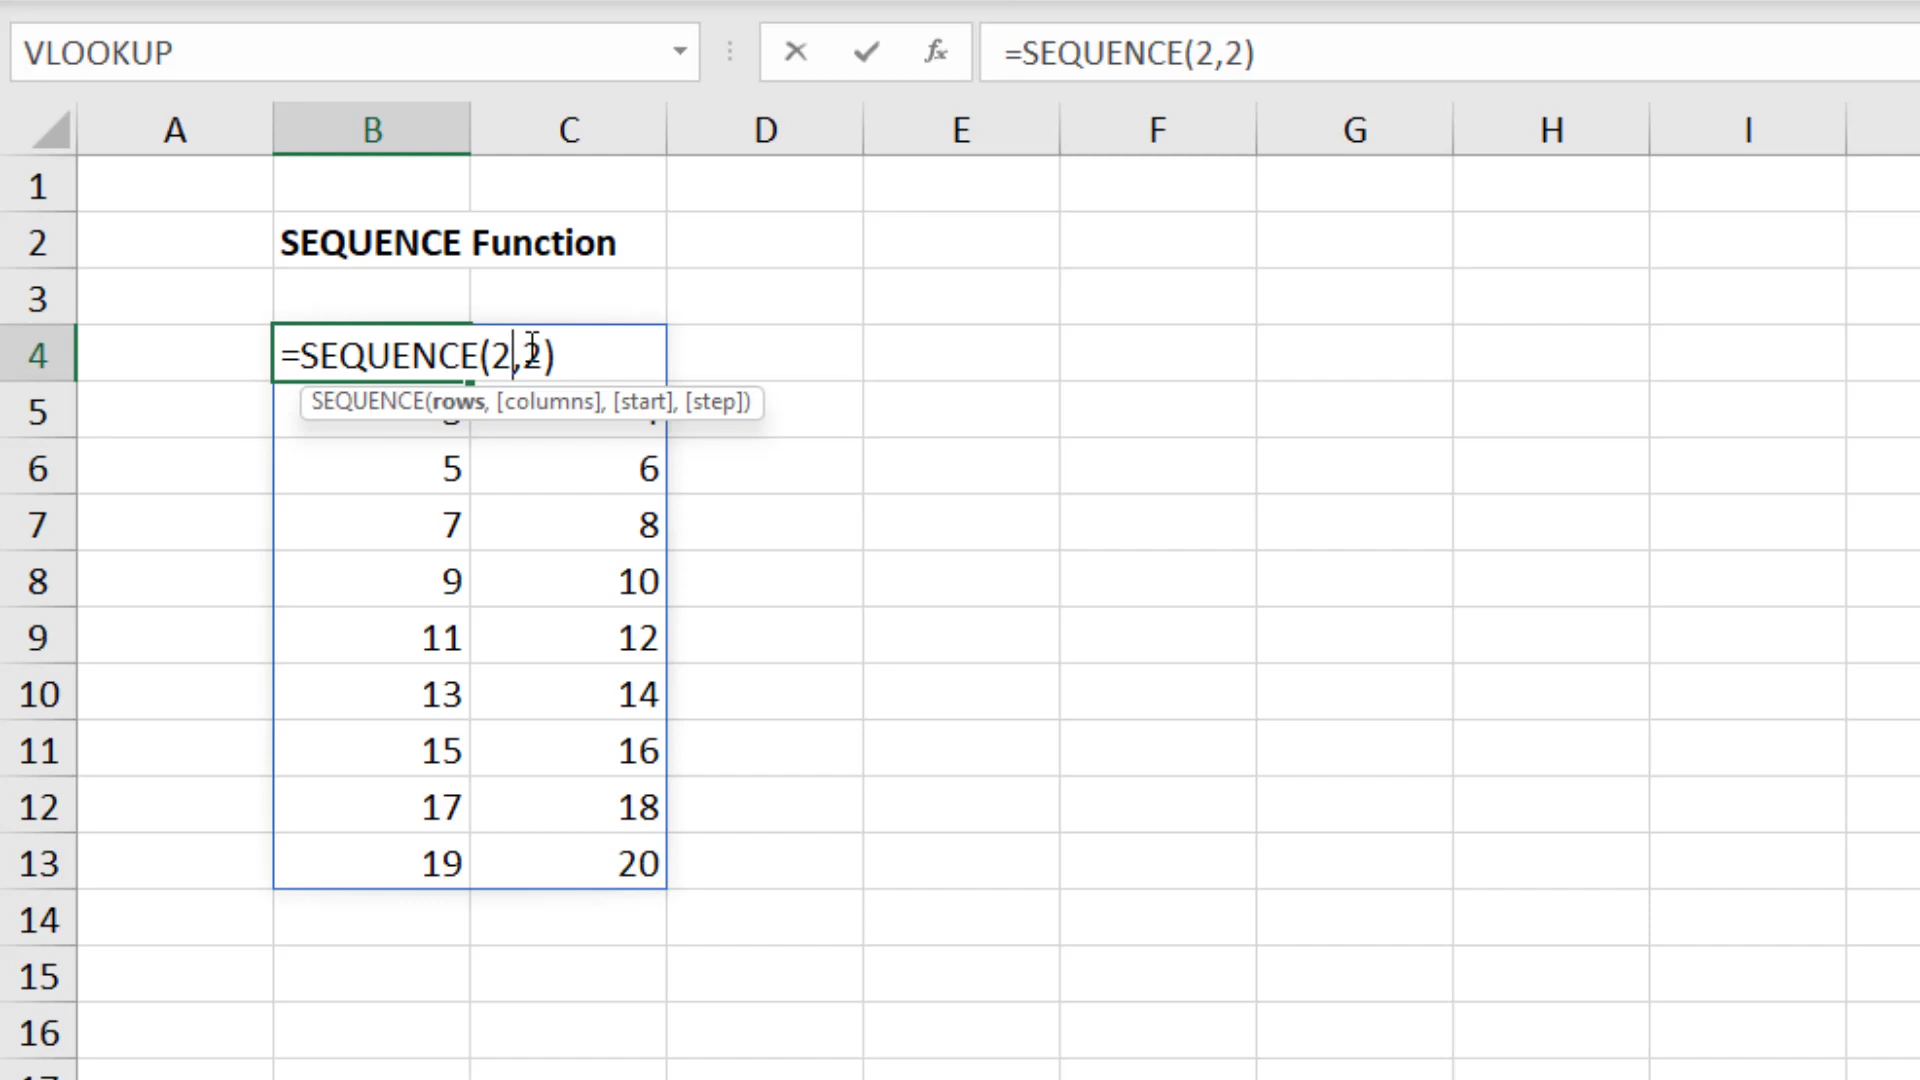 VLOOKUP =SEQUENCE(2,2)
A B C D E F G H I
1
2 SEQUENCE Function
3
4 =SEQUENCE(2,2)
SEQUENCE(rows, [columns], [start], [step])
5
6 5 6
7 7 8
8 9 10
9 11 12
10 13 14
11 15 16
12 17 18
13 19 20
14
15
16